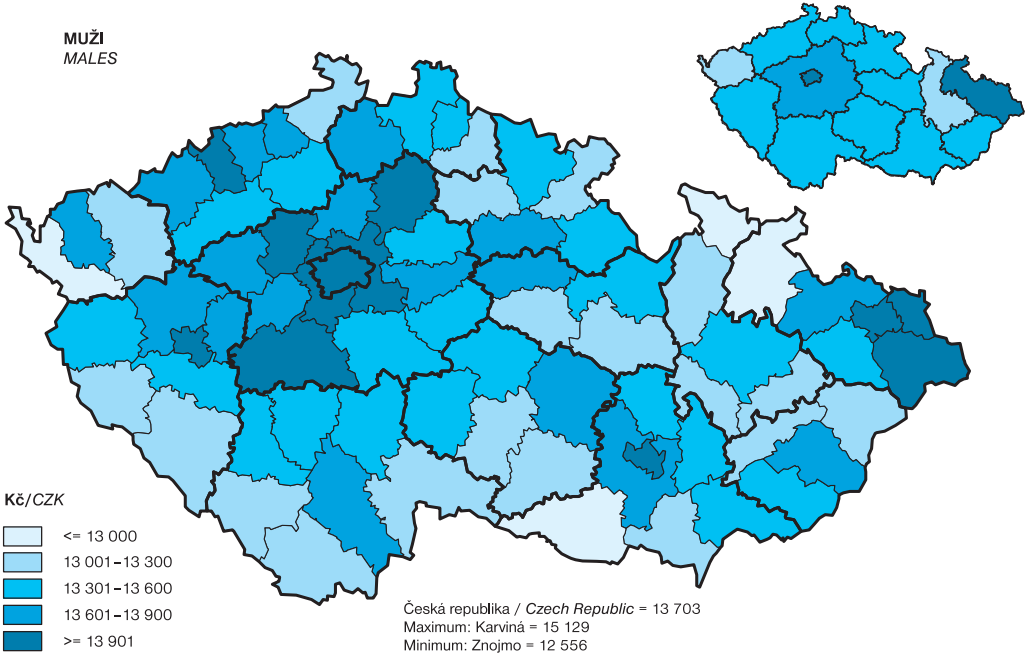 MUŽI
MALES
Kč/CZK
<= 13 000
13 001–13 300
13 301–13 600
13 601–13 900
>= 13 901
Česká republika / Czech Republic = 13 703
Maximum: Karviná = 15 129
Minimum: Znojmo = 12 556